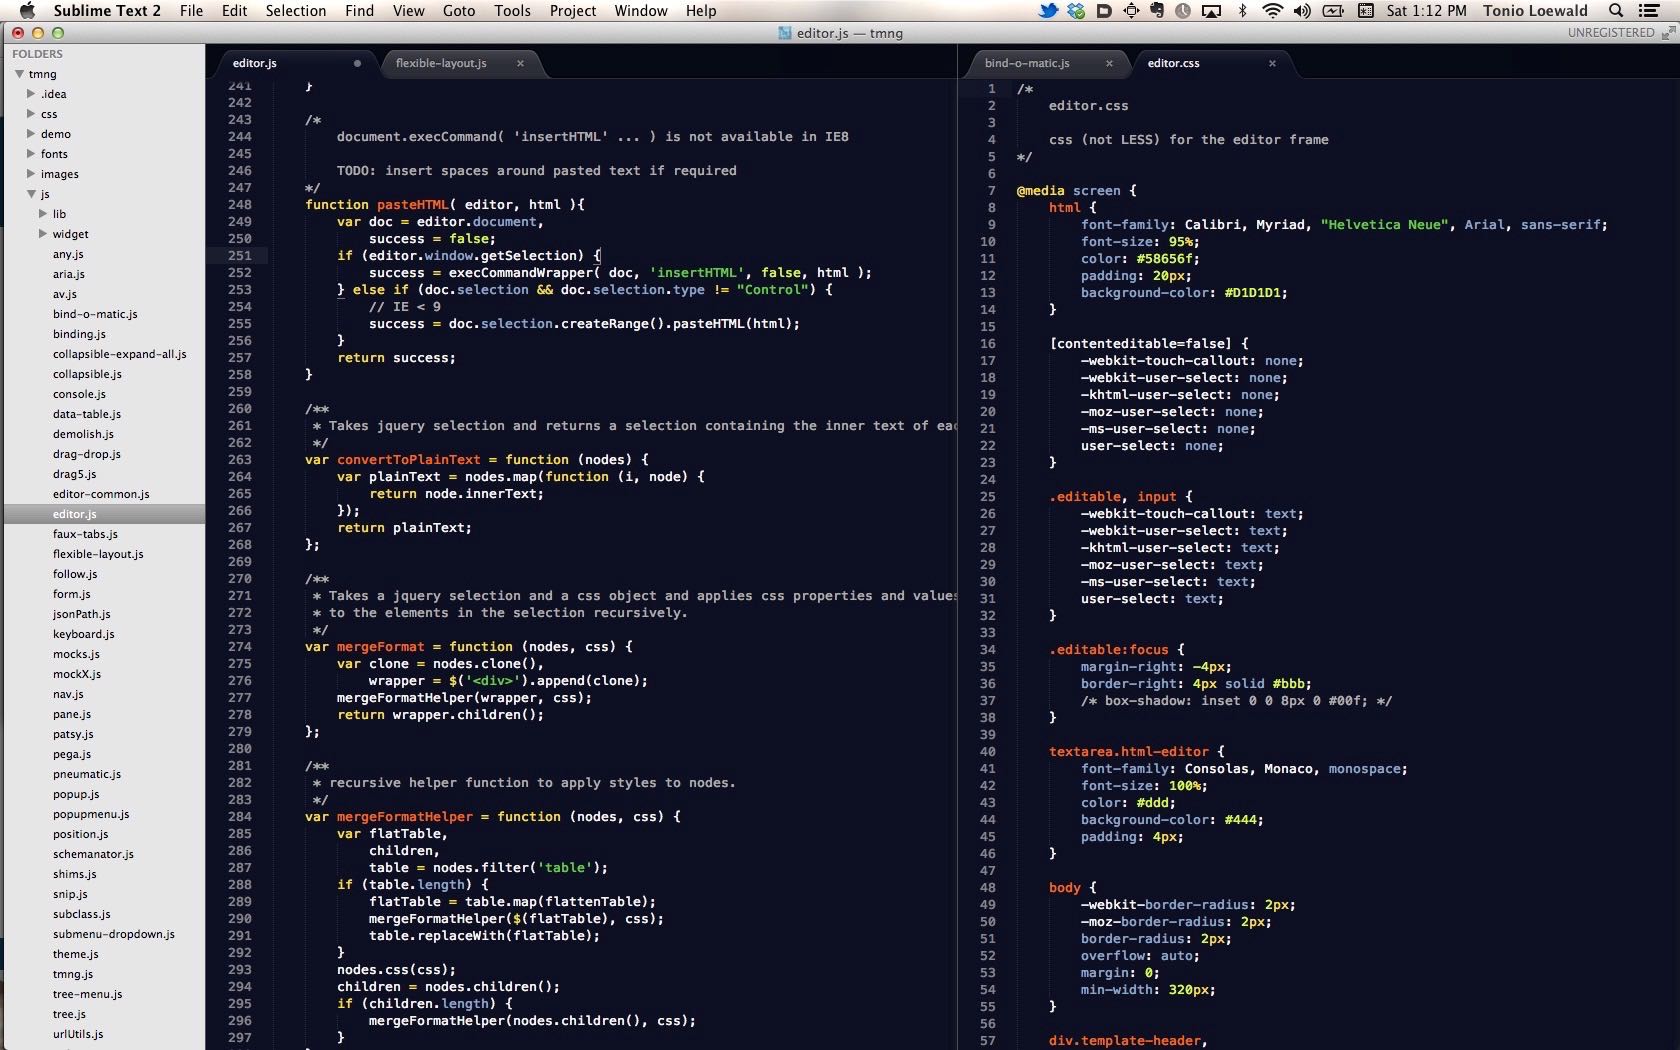 Sublime Text 2 File Edit Selection Find View Goto Tools Project Window Help Sat 1:12 PM Tonio Loewald
editor.js — tmng UNREGISTERED
FOLDERS
tmng
.idea
css
demo
fonts
images
js
lib
widget
any.js
aria.js
av.js
bind-o-matic.js
binding.js
collapsible-expand-all.js
collapsible.js
console.js
data-table.js
demolish.js
drag-drop.js
drag5.js
editor-common.js
editor.js
faux-tabs.js
flexible-layout.js
follow.js
form.js
jsonPath.js
keyboard.js
mocks.js
mockX.js
nav.js
pane.js
patsy.js
pega.js
pneumatic.js
popup.js
popupmenu.js
position.js
schemanator.js
shims.js
snip.js
subclass.js
submenu-dropdown.js
theme.js
tmng.js
tree-menu.js
tree.js
urlUtils.js
editor.js flexible-layout.js ×
241 }
242
243 /*
244 document.execCommand( 'insertHTML' ... ) is not available in IE8
245
246 TODO: insert spaces around pasted text if required
247 */
248 function pasteHTML( editor, html ){
249 var doc = editor.document,
250 success = false;
251 if (editor.window.getSelection) {
252 success = execCommandWrapper( doc, 'insertHTML', false, html );
253 } else if (doc.selection && doc.selection.type != "Control") {
254 // IE < 9
255 success = doc.selection.createRange().pasteHTML(html);
256 }
257 return success;
258 }
259
260 /**
261 * Takes jquery selection and returns a selection containing the inner text of eac
262 */
263 var convertToPlainText = function (nodes) {
264 var plainText = nodes.map(function (i, node) {
265 return node.innerText;
266 });
267 return plainText;
268 };
269
270 /**
271 * Takes a jquery selection and a css object and applies css properties and values
272 * to the elements in the selection recursively.
273 */
274 var mergeFormat = function (nodes, css) {
275 var clone = nodes.clone(),
276 wrapper = $('<div>').append(clone);
277 mergeFormatHelper(wrapper, css);
278 return wrapper.children();
279 };
280
281 /**
282 * recursive helper function to apply styles to nodes.
283 */
284 var mergeFormatHelper = function (nodes, css) {
285 var flatTable,
286 children,
287 table = nodes.filter('table');
288 if (table.length) {
289 flatTable = table.map(flattenTable);
290 mergeFormatHelper($(flatTable), css);
291 table.replaceWith(flatTable);
292 }
293 nodes.css(css);
294 children = nodes.children();
295 if (children.length) {
296 mergeFormatHelper(nodes.children(), css);
297 }
bind-o-matic.js × editor.css ×
1 /*
2 editor.css
3
4 css (not LESS) for the editor frame
5 */
6
7 @media screen {
8 html {
9 font-family: Calibri, Myriad, "Helvetica Neue", Arial, sans-serif;
10 font-size: 95%;
11 color: #58656f;
12 padding: 20px;
13 background-color: #D1D1D1;
14 }
15
16 [contenteditable=false] {
17 -webkit-touch-callout: none;
18 -webkit-user-select: none;
19 -khtml-user-select: none;
20 -moz-user-select: none;
21 -ms-user-select: none;
22 user-select: none;
23 }
24
25 .editable, input {
26 -webkit-touch-callout: text;
27 -webkit-user-select: text;
28 -khtml-user-select: text;
29 -moz-user-select: text;
30 -ms-user-select: text;
31 user-select: text;
32 }
33
34 .editable:focus {
35 margin-right: -4px;
36 border-right: 4px solid #bbb;
37 /* box-shadow: inset 0 0 8px 0 #00f; */
38 }
39
40 textarea.html-editor {
41 font-family: Consolas, Monaco, monospace;
42 font-size: 100%;
43 color: #ddd;
44 background-color: #444;
45 padding: 4px;
46 }
47
48 body {
49 -webkit-border-radius: 2px;
50 -moz-border-radius: 2px;
51 border-radius: 2px;
52 overflow: auto;
53 margin: 0;
54 min-width: 320px;
55 }
56
57 div.template-header,